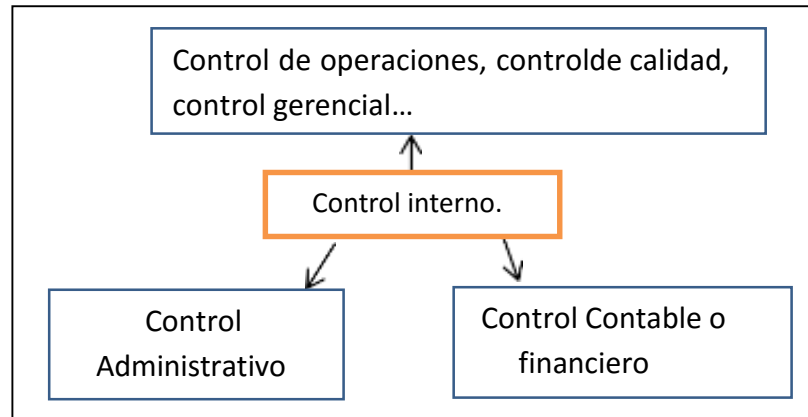 Control de operaciones, controlde calidad,
control gerencial…
Control interno.
Control
Administrativo
Control Contable o
financiero